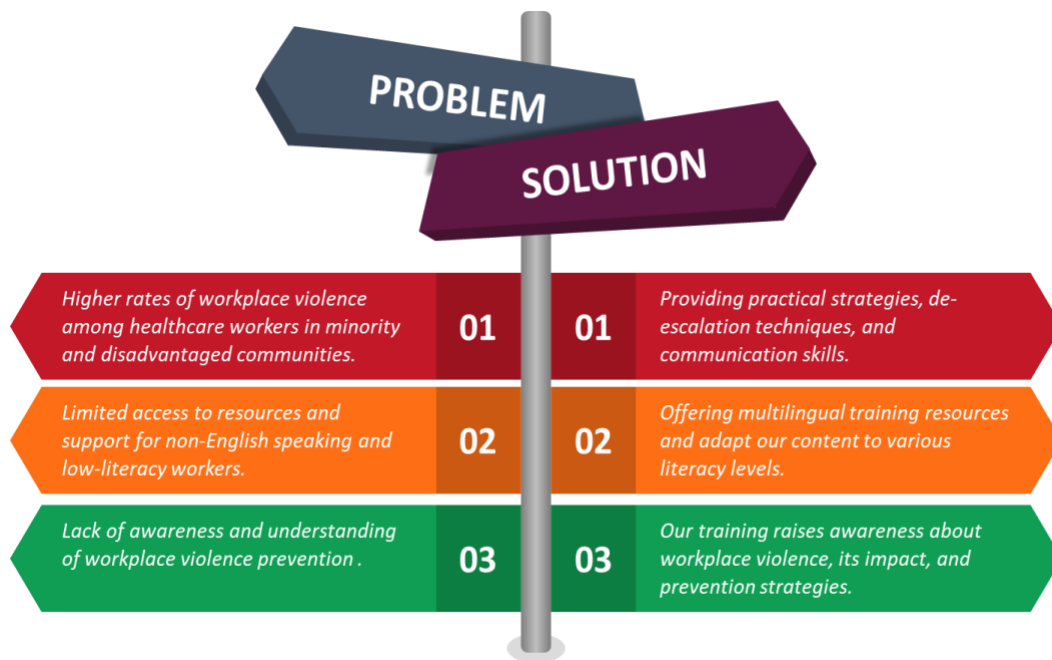 PROBLEM
SOLUTION
Higher rates of workplace violence
among healthcare workers in minority
and disadvantaged communities.
01
01
Providing practical strategies, de-
escalation techniques, and
communication skills.
Limited access to resources and
support for non-English speaking and
low-literacy workers.
02
02
Offering multilingual training resources
and adapt our content to various
literacy levels.
Lack of awareness and understanding
of workplace violence prevention .
03
03
Our training raises awareness about
workplace violence, its impact, and
prevention strategies.